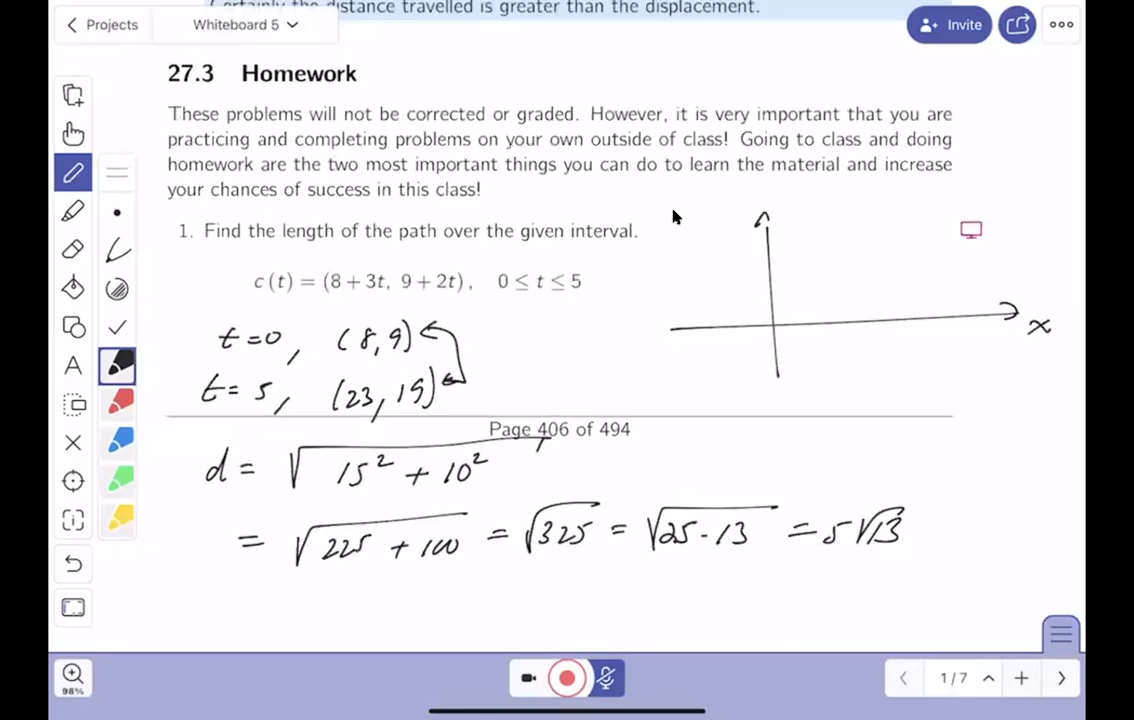 Certainly the distance travelled is greater than the displacement.
Projects
Whiteboard 5
Invite
27.3 Homework
These problems will not be corrected or graded. However, it is very important that you are
practicing and completing problems on your own outside of class! Going to class and doing
homework are the two most important things you can do to learn the material and increase
your chances of success in this class!
1. Find the length of the path over the given interval.
c(t) = (8 + 3t, 9 + 2t), 0 ≤ t ≤ 5
t=0, (8,9)
x
t=5, (23,19)
Page 406 of 494
d = √(15² + 10²)
= √(225 + 100) = √325 = √(25·13) = 5√13
98%
1/7